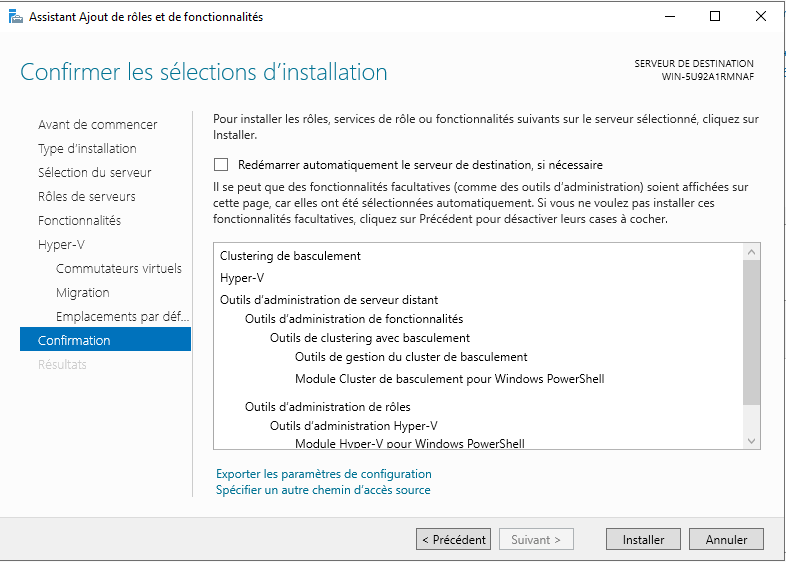 Assistant Ajout de rôles et de fonctionnalités
Confirmer les sélections d'installation
SERVEUR DE DESTINATION
WIN-5U92A1RMNAF
Avant de commencer
Type d'installation
Sélection du serveur
Rôles de serveurs
Fonctionnalités
Hyper-V
Commutateurs virtuels
Migration
Emplacements par déf...
Confirmation
Résultats
Pour installer les rôles, services de rôle ou fonctionnalités suivants sur le serveur sélectionné, cliquez sur
Installer.
Redémarrer automatiquement le serveur de destination, si nécessaire
Il se peut que des fonctionnalités facultatives (comme des outils d'administration) soient affichées sur
cette page, car elles ont été sélectionnées automatiquement. Si vous ne voulez pas installer ces
fonctionnalités facultatives, cliquez sur Précédent pour désactiver leurs cases à cocher.
Clustering de basculement
Hyper-V
Outils d'administration de serveur distant
Outils d'administration de fonctionnalités
Outils de clustering avec basculement
Outils de gestion du cluster de basculement
Module Cluster de basculement pour Windows PowerShell
Outils d'administration de rôles
Outils d'administration Hyper-V
Module Hyper-V pour Windows PowerShell
Exporter les paramètres de configuration
Spécifier un autre chemin d'accès source
< Précédent
Suivant >
Installer
Annuler